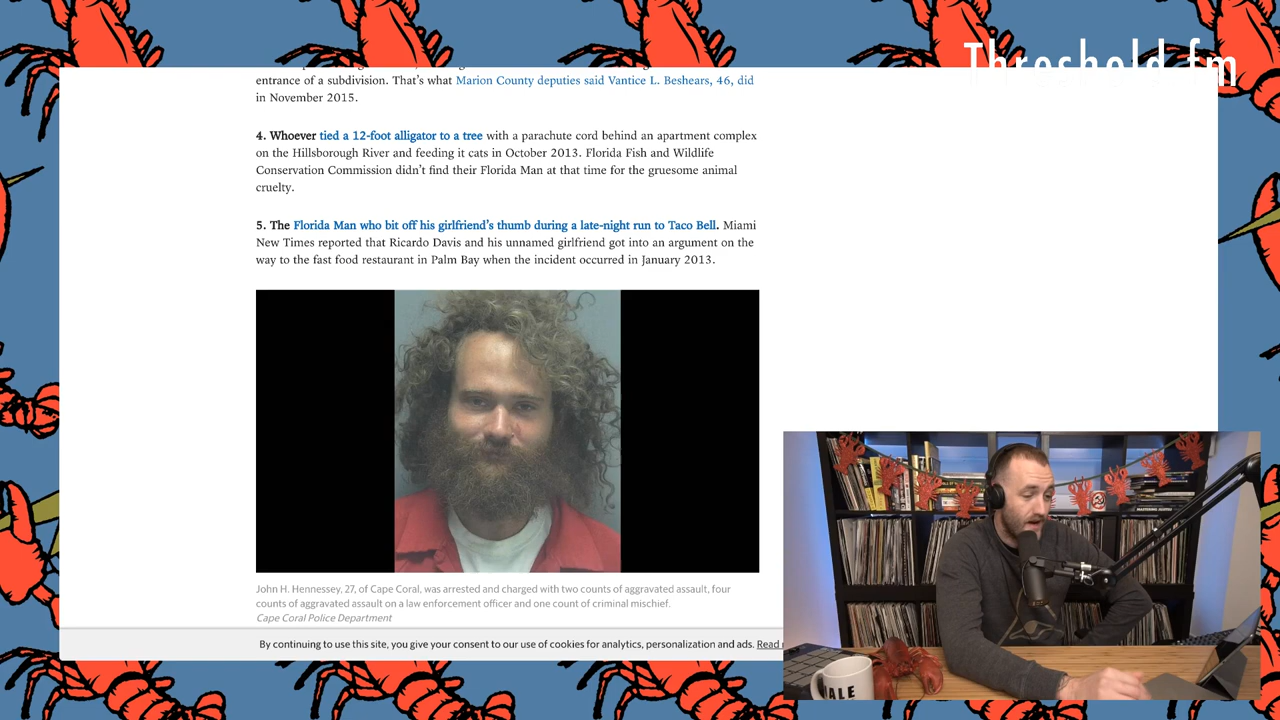 Threshold fm
entrance of a subdivision. That's what Marion County deputies said Vantice L. Beshears, 46, did
in November 2015.
4. Whoever tied a 12-foot alligator to a tree with a parachute cord behind an apartment complex
on the Hillsborough River and feeding it cats in October 2013. Florida Fish and Wildlife
Conservation Commission didn't find their Florida Man at that time for the gruesome animal
cruelty.
5. The Florida Man who bit off his girlfriend's thumb during a late-night run to Taco Bell. Miami
New Times reported that Ricardo Davis and his unnamed girlfriend got into an argument on the
way to the fast food restaurant in Palm Bay when the incident occurred in January 2013.
John H. Hennessey, 27, of Cape Coral, was arrested and charged with two counts of aggravated assault, four
counts of aggravated assault on a law enforcement officer and one count of criminal mischief.
Cape Coral Police Department
By continuing to use this site, you give your consent to our use of cookies for analytics, personalization and ads. Read